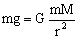 mg = G mM / r²